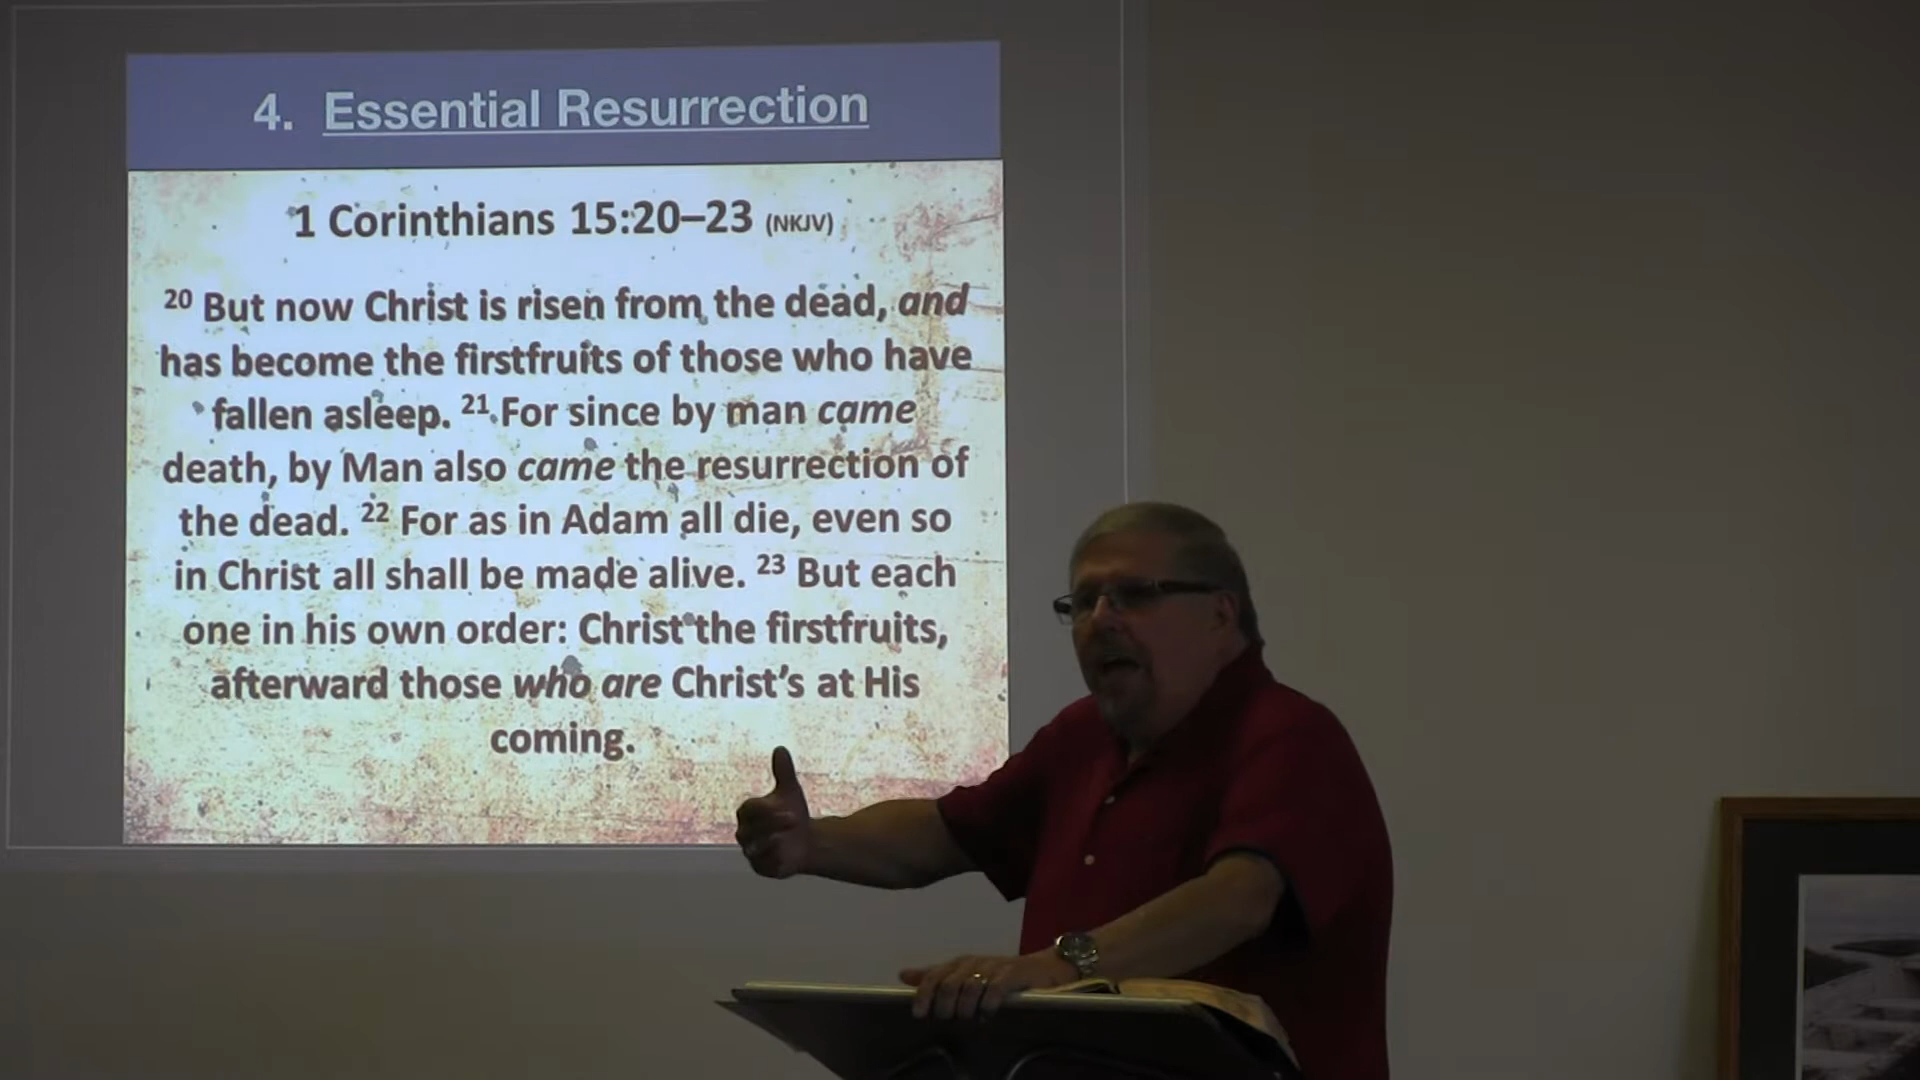 4. Essential Resurrection
1 Corinthians 15:20–23 (NKJV)
20 But now Christ is risen from the dead, and
has become the firstfruits of those who have
fallen asleep. 21 For since by man came
death, by Man also came the resurrection of
the dead. 22 For as in Adam all die, even so
in Christ all shall be made alive. 23 But each
one in his own order: Christ the firstfruits,
afterward those who are Christ's at His
coming.